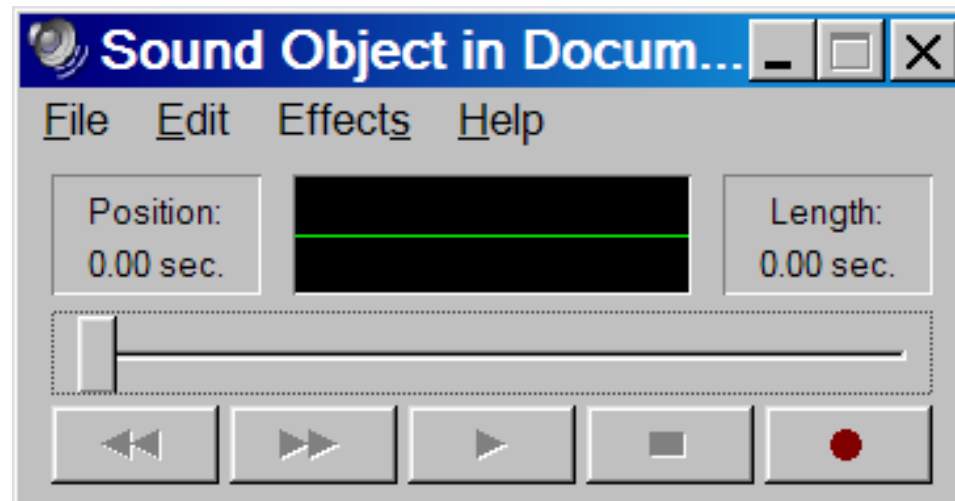 Sound Object in Docum...
File Edit Effects Help
Position:
0.00 sec.
Length:
0.00 sec.